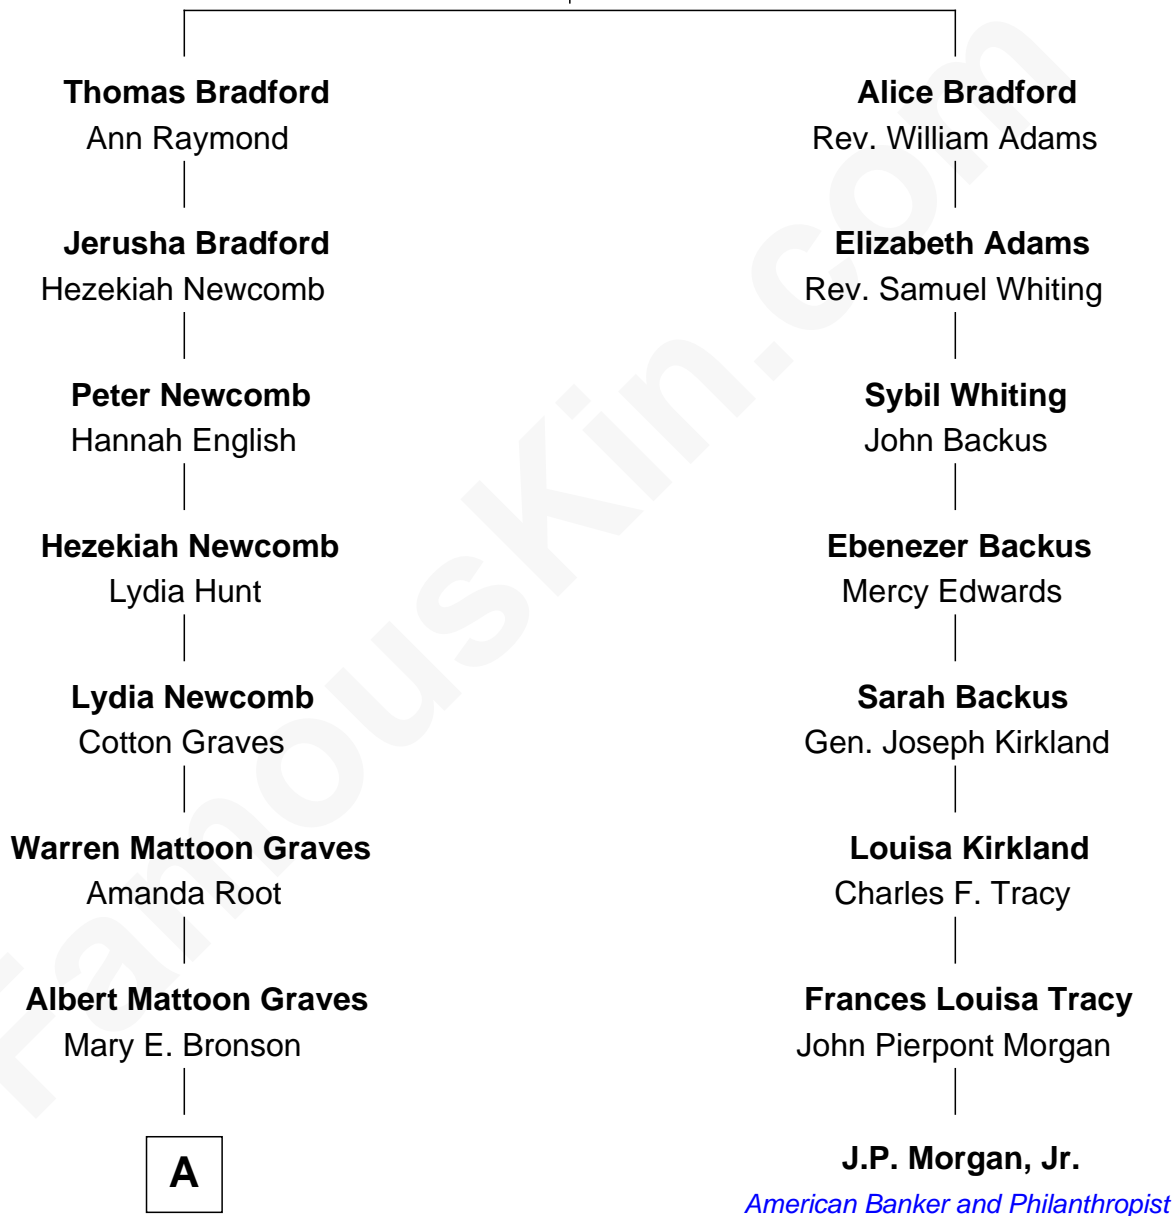 Thomas Bradford
Ann Raymond
Alice Bradford
Rev. William Adams
Jerusha Bradford
Hezekiah Newcomb
Elizabeth Adams
Rev. Samuel Whiting
Peter Newcomb
Hannah English
Sybil Whiting
John Backus
Hezekiah Newcomb
Lydia Hunt
Ebenezer Backus
Mercy Edwards
Lydia Newcomb
Cotton Graves
Sarah Backus
Gen. Joseph Kirkland
Warren Mattoon Graves
Amanda Root
Louisa Kirkland
Charles F. Tracy
Albert Mattoon Graves
Mary E. Bronson
Frances Louisa Tracy
John Pierpont Morgan
A
J.P. Morgan, Jr.
American Banker and Philanthropist
FamousKin.com